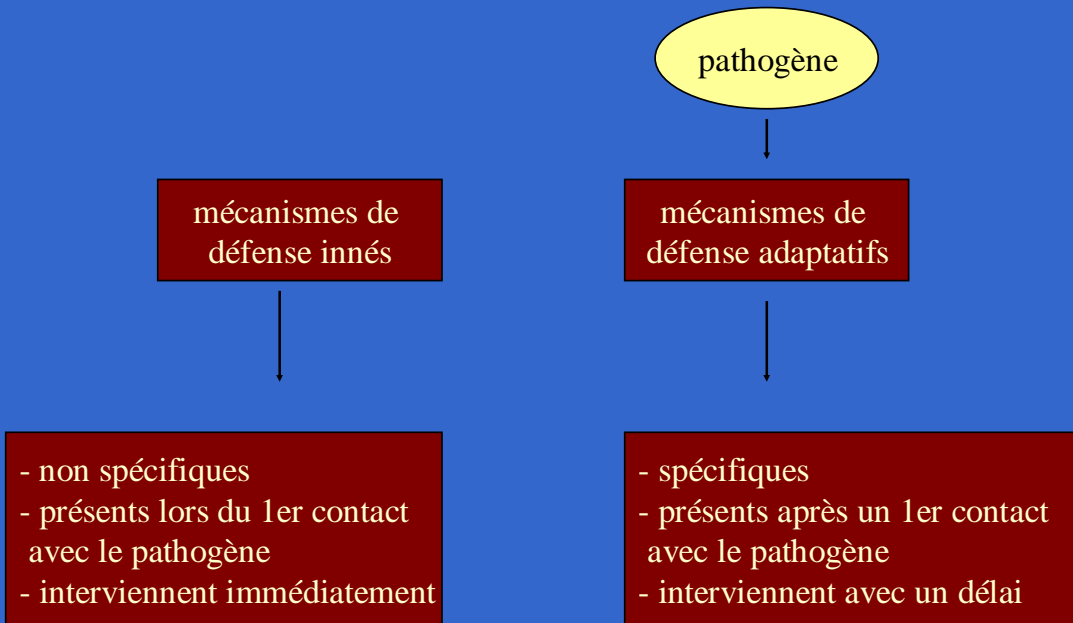 pathogène
mécanismes de
défense innés
mécanismes de
défense adaptatifs
- non spécifiques
- présents lors du 1er contact
avec le pathogène
- interviennent immédiatement
- spécifiques
- présents après un 1er contact
avec le pathogène
- interviennent avec un délai